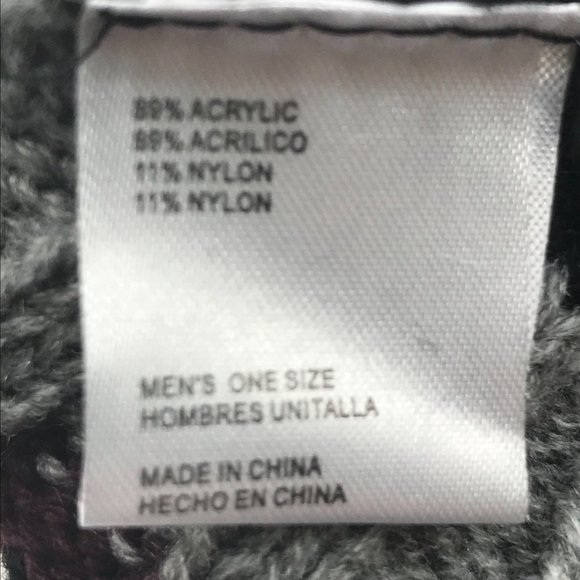 89% ACRYLIC
89% ACRILICO
11% NYLON
11% NYLON
MEN'S ONE SIZE
HOMBRES UNITALLA
MADE IN CHINA
HECHO EN CHINA